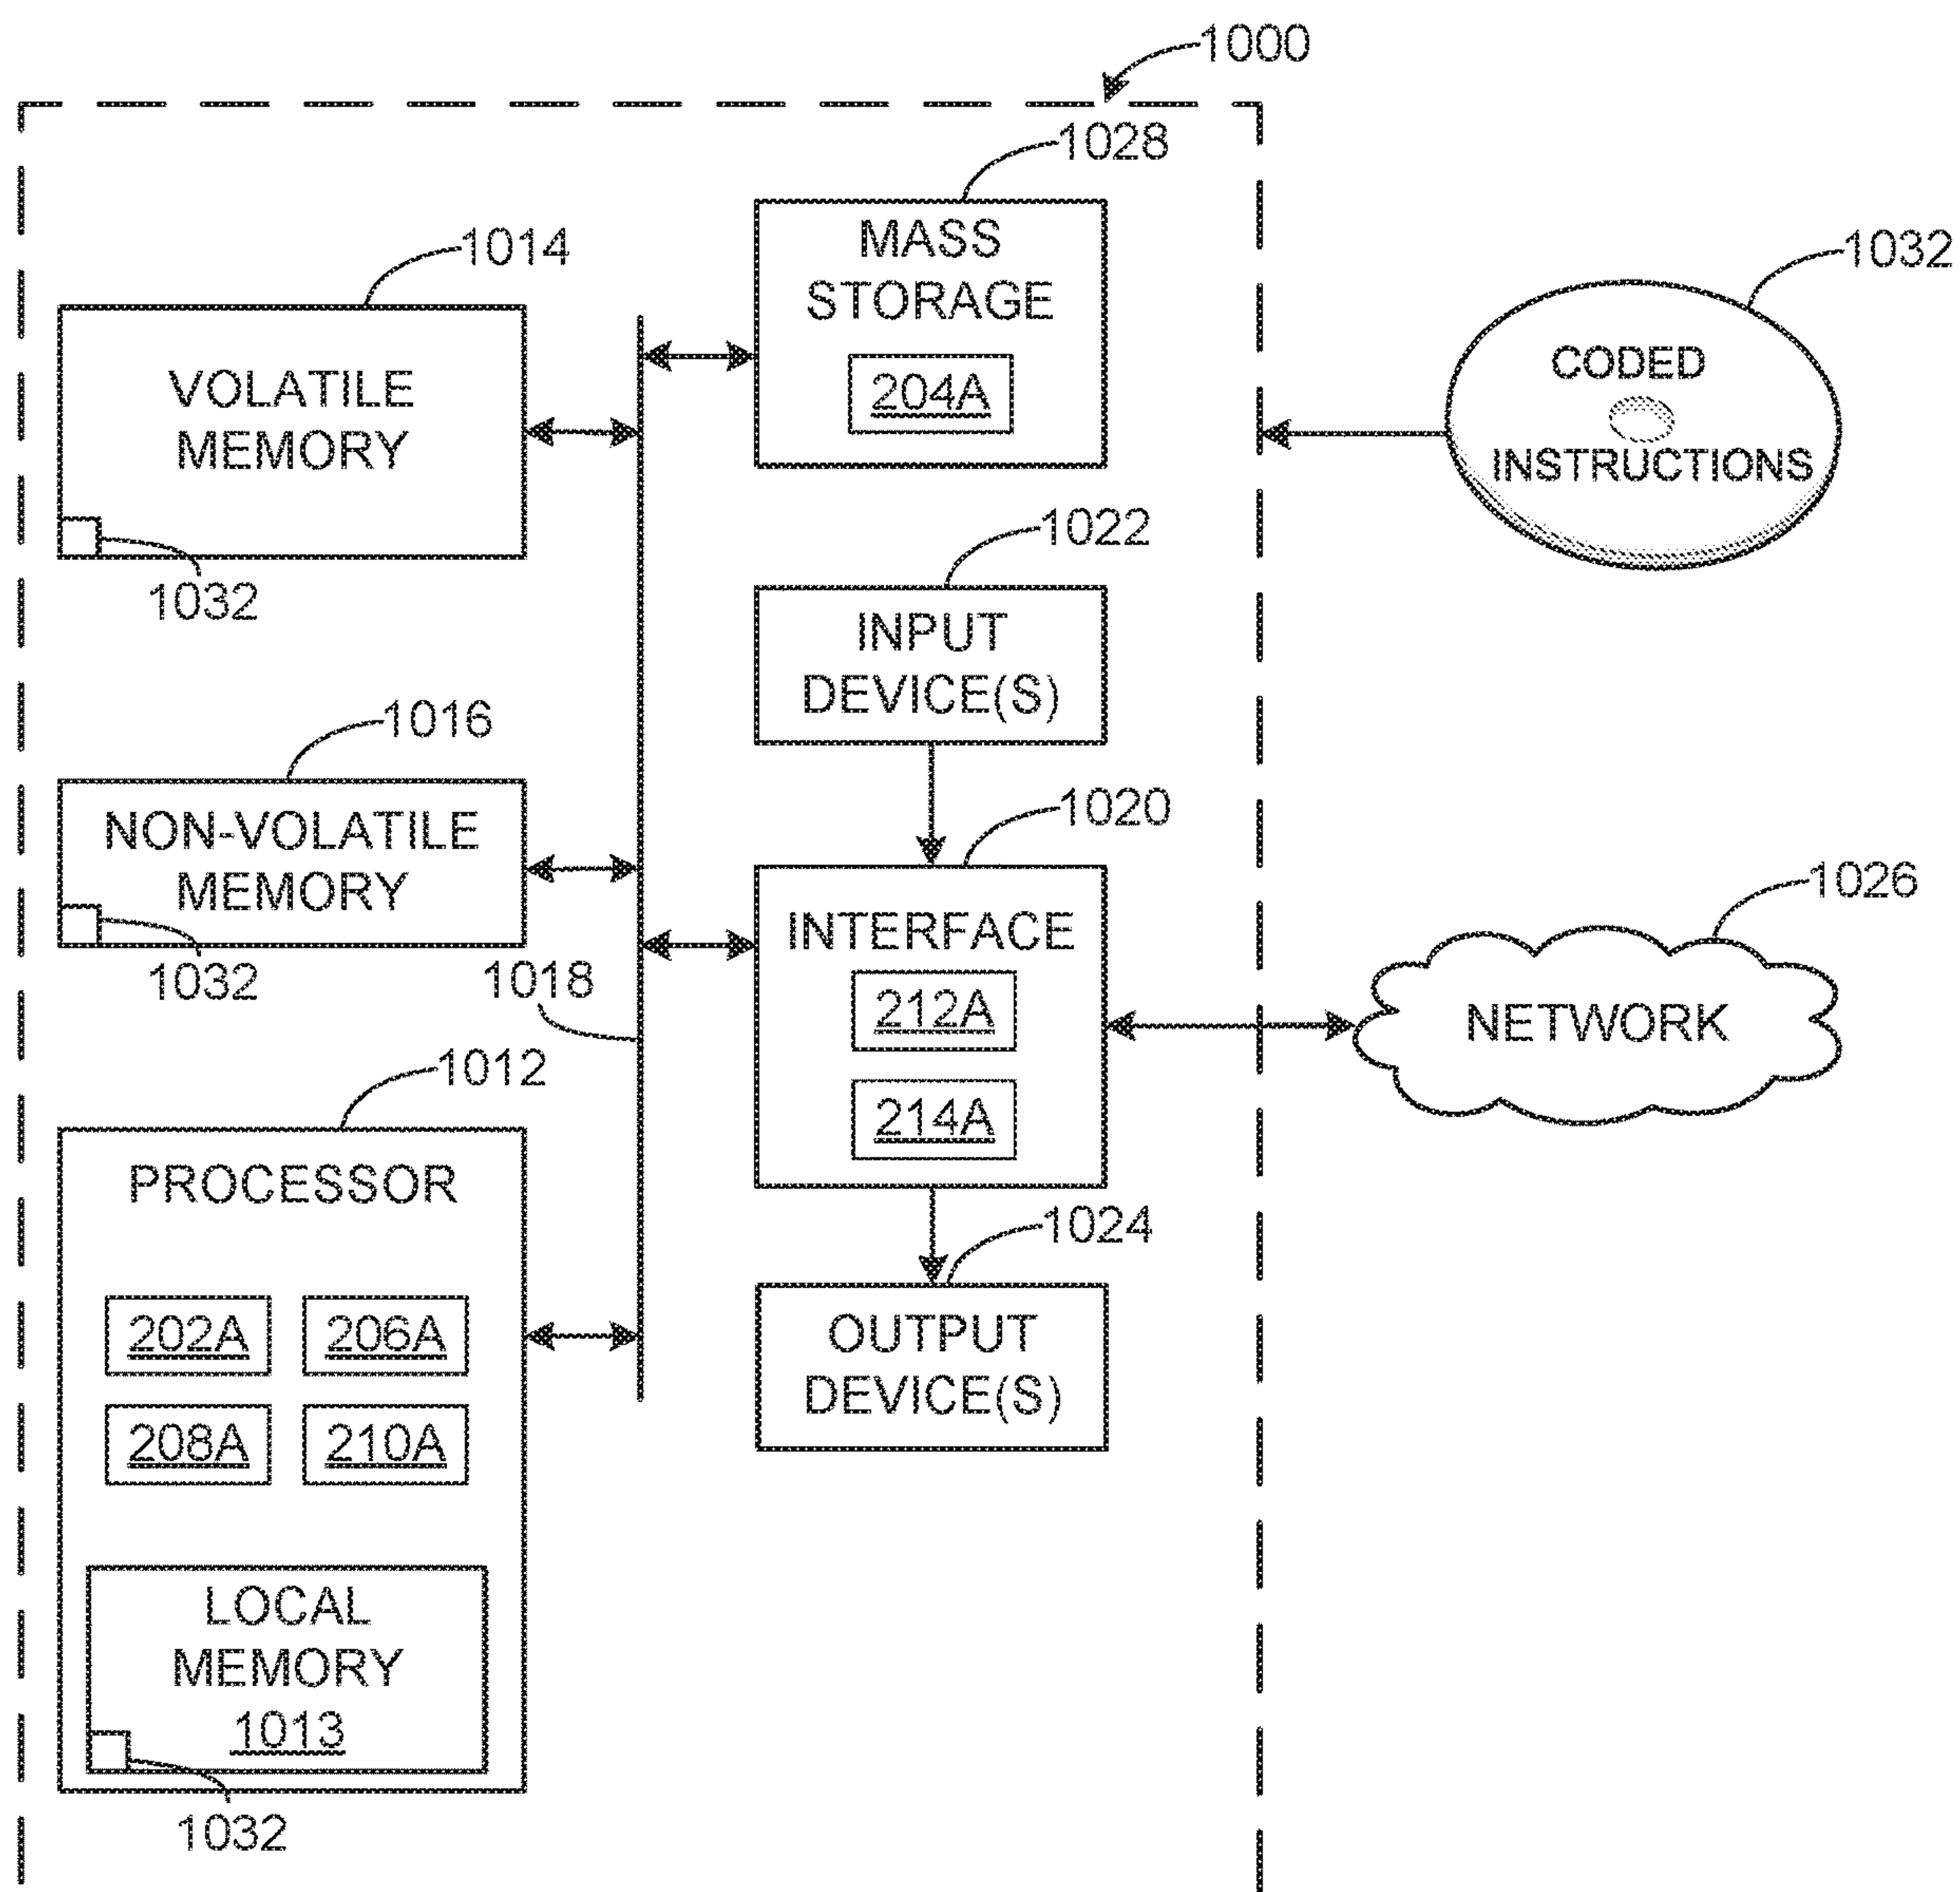 1000
1028
MASS
STORAGE
204A
1014
VOLATILE
MEMORY
1032
1032
CODED
INSTRUCTIONS
1022
INPUT
DEVICE(S)
1016
NON-VOLATILE
MEMORY
1032
1018
1020
INTERFACE
212A
214A
1026
NETWORK
1012
PROCESSOR
202A
206A
208A
210A
LOCAL
MEMORY
1013
1032
1024
OUTPUT
DEVICE(S)